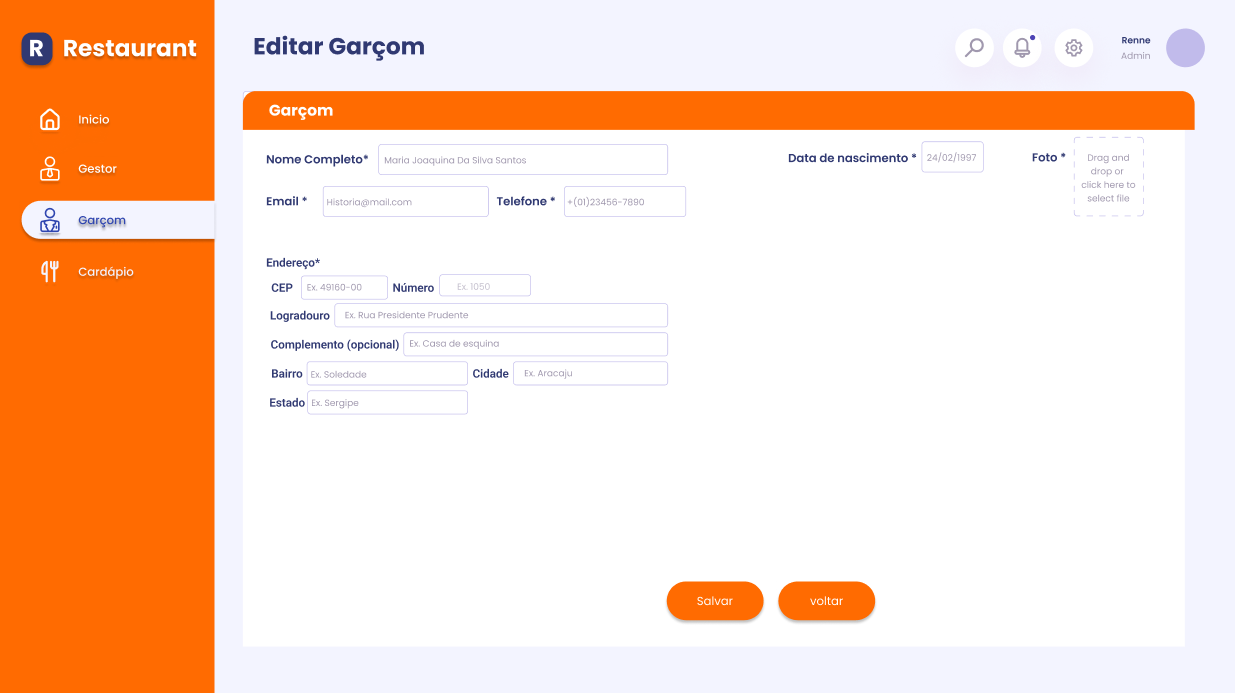 R Restaurant
Editar Garçom
Renne
Admin
Inicio
Gestor
Garçom
Cardápio
Garçom
Nome Completo* Maria Joaquina Da Silva Santos
Data de nascimento * 24/02/1997
Foto *
Drag and
drop or
click here to
select file
Email * Historia@mail.com Telefone * +(01)23456-7890
Endereço*
CEP Ex. 49160-00 Número Ex. 1050
Logradouro Ex. Rua Presidente Prudente
Complemento (opcional) Ex. Casa de esquina
Bairro Ex. Soledade Cidade Ex. Aracaju
Estado Ex. Sergipe
Salvar voltar